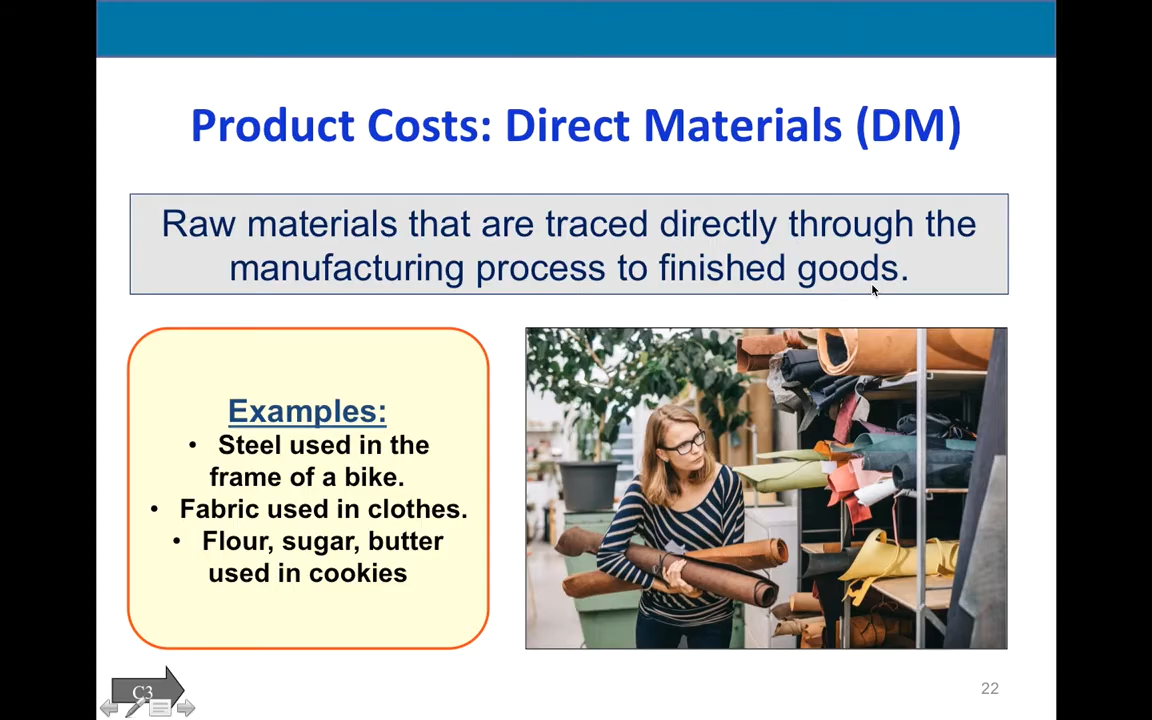 Product Costs: Direct Materials (DM)
Raw materials that are traced directly through the
manufacturing process to finished goods.
Examples:
• Steel used in the
frame of a bike.
• Fabric used in clothes.
• Flour, sugar, butter
used in cookies
C3
22